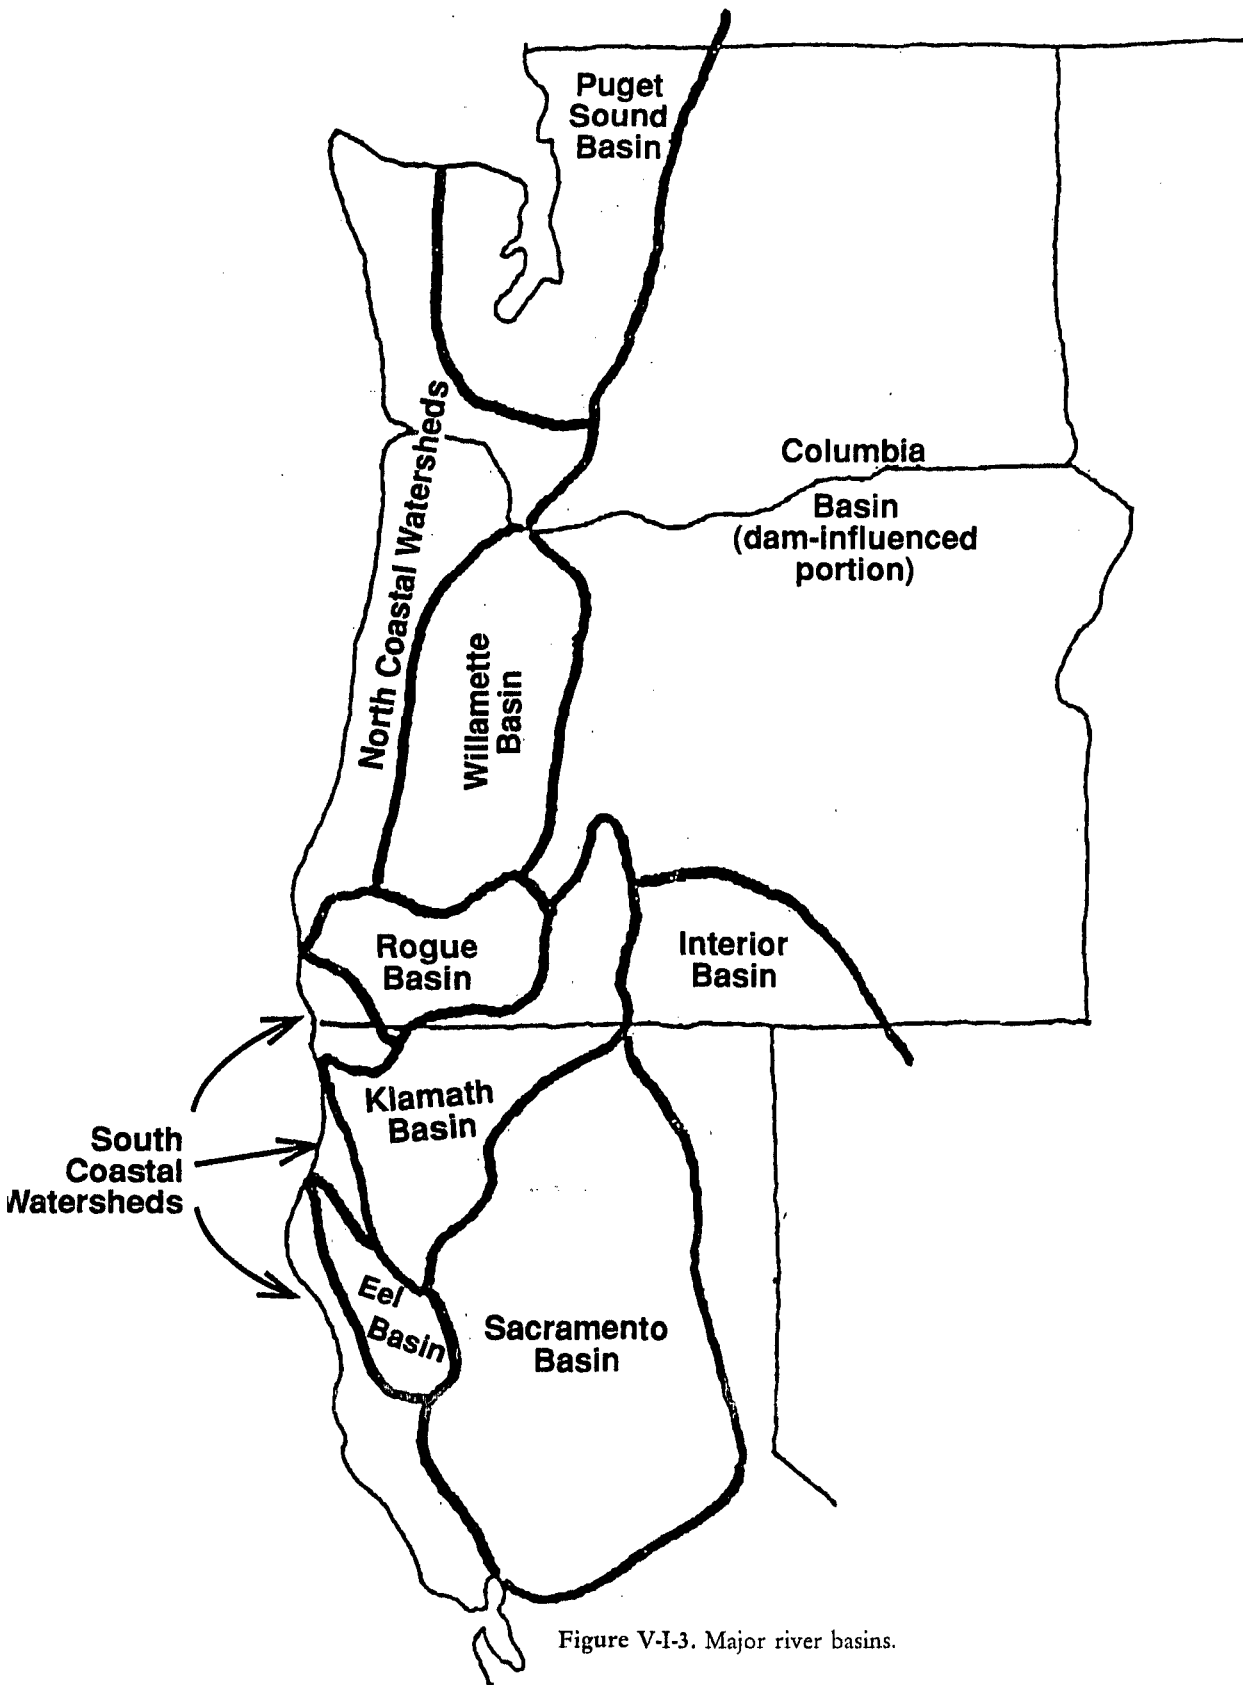 Puget
Sound
Basin
North Coastal Watersheds
Columbia
Basin
(dam-influenced
portion)
Willamette
Basin
Rogue
Basin
Interior
Basin
Klamath
Basin
South
Coastal
Watersheds
Eel
Basin
Sacramento
Basin
Figure V-I-3. Major river basins.